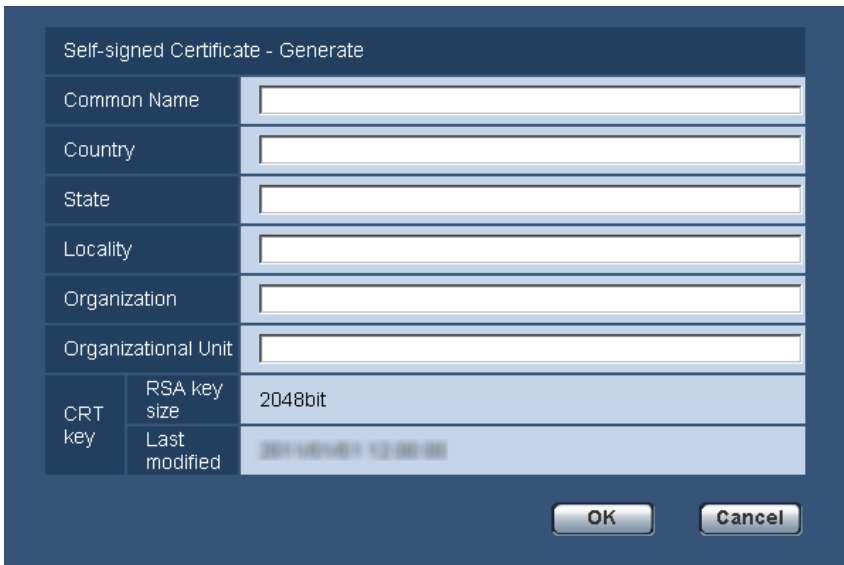 Self-signed Certificate - Generate
Common Name
Country
State
Locality
Organization
Organizational Unit
CRT
key
RSA key
size
2048bit
Last
modified
OK
Cancel